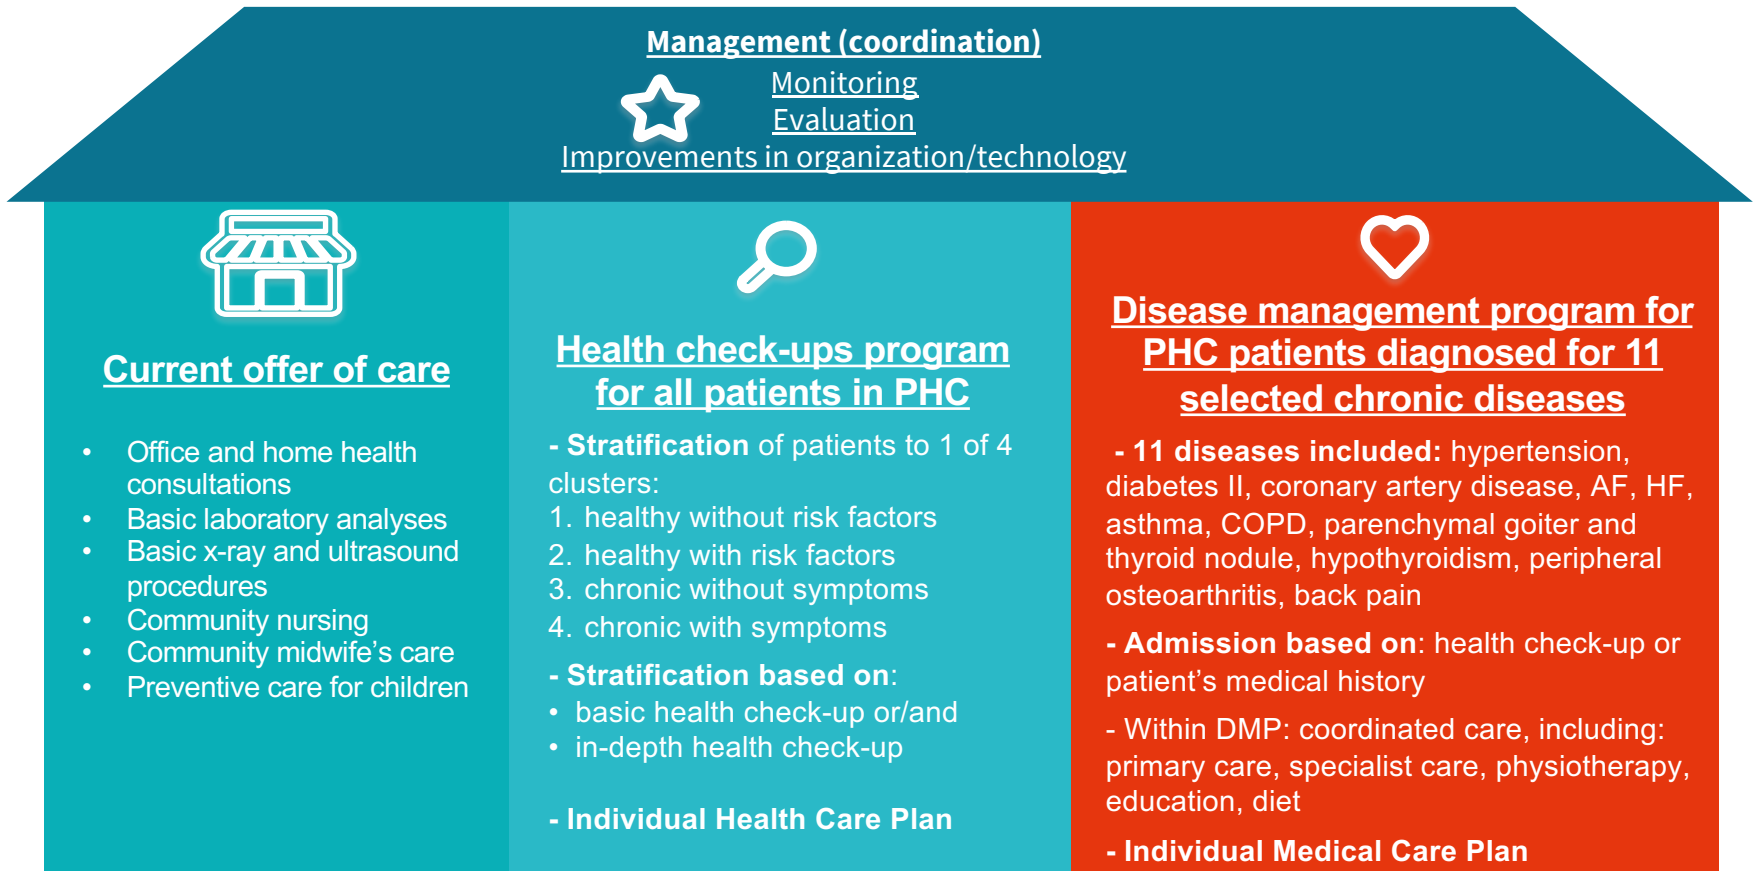 Management (coordination)
Monitoring
Evaluation
Improvements in organization/technology
Current offer of care
• Office and home health
consultations
• Basic laboratory analyses
• Basic x-ray and ultrasound
procedures
• Community nursing
• Community midwife’s care
• Preventive care for children
Health check-ups program
for all patients in PHC
- Stratification of patients to 1 of 4
clusters:
1. healthy without risk factors
2. healthy with risk factors
3. chronic without symptoms
4. chronic with symptoms
- Stratification based on:
• basic health check-up or/and
• in-depth health check-up
- Individual Health Care Plan
Disease management program for
PHC patients diagnosed for 11
selected chronic diseases
- 11 diseases included: hypertension,
diabetes II, coronary artery disease, AF, HF,
asthma, COPD, parenchymal goiter and
thyroid nodule, hypothyroidism, peripheral
osteoarthritis, back pain
- Admission based on: health check-up or
patient’s medical history
- Within DMP: coordinated care, including:
primary care, specialist care, physiotherapy,
education, diet
- Individual Medical Care Plan